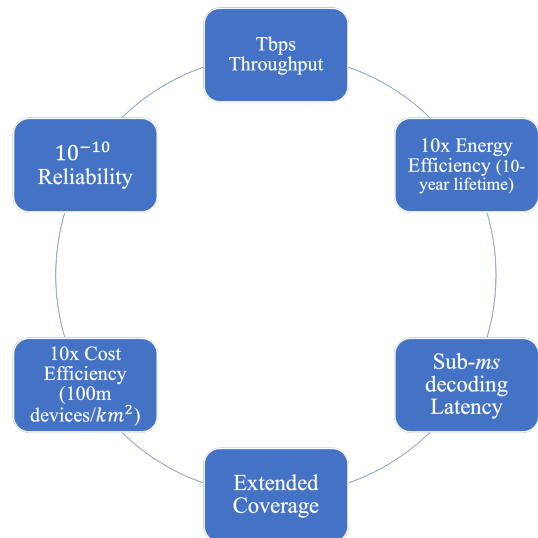 Tbps
Throughput
10x Energy
Efficiency (10-
year lifetime)
Sub-ms
decoding
Latency
Extended
Coverage
10x Cost
Efficiency
(100m
devices/km²)
10⁻¹⁰
Reliability